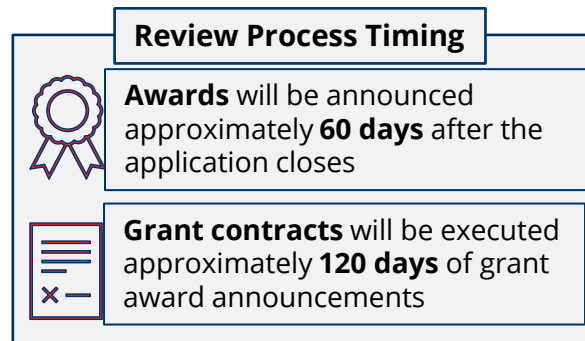 Review Process Timing
Awards will be announced
approximately 60 days after the
application closes
Grant contracts will be executed
approximately 120 days of grant
award announcements